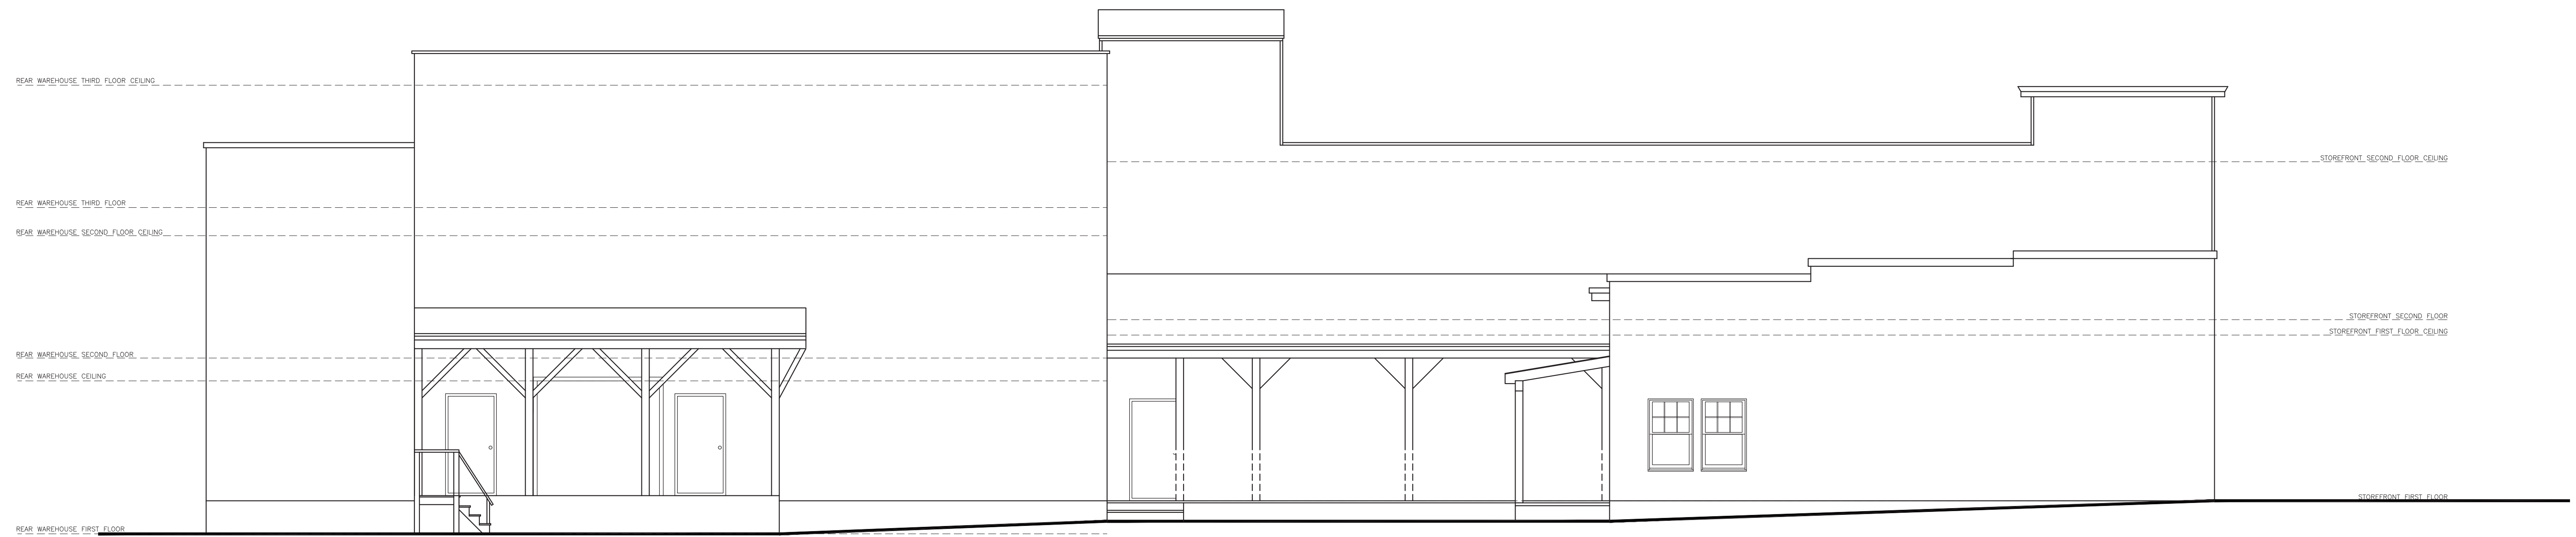 REAR WAREHOUSE THIRD FLOOR CEILING
STOREFRONT SECOND FLOOR CEILING
REAR WAREHOUSE THIRD FLOOR
REAR WAREHOUSE SECOND FLOOR CEILING
STOREFRONT SECOND FLOOR
STOREFRONT FIRST FLOOR CEILING
REAR WAREHOUSE SECOND FLOOR
REAR WAREHOUSE CEILING
STOREFRONT FIRST FLOOR
REAR WAREHOUSE FIRST FLOOR